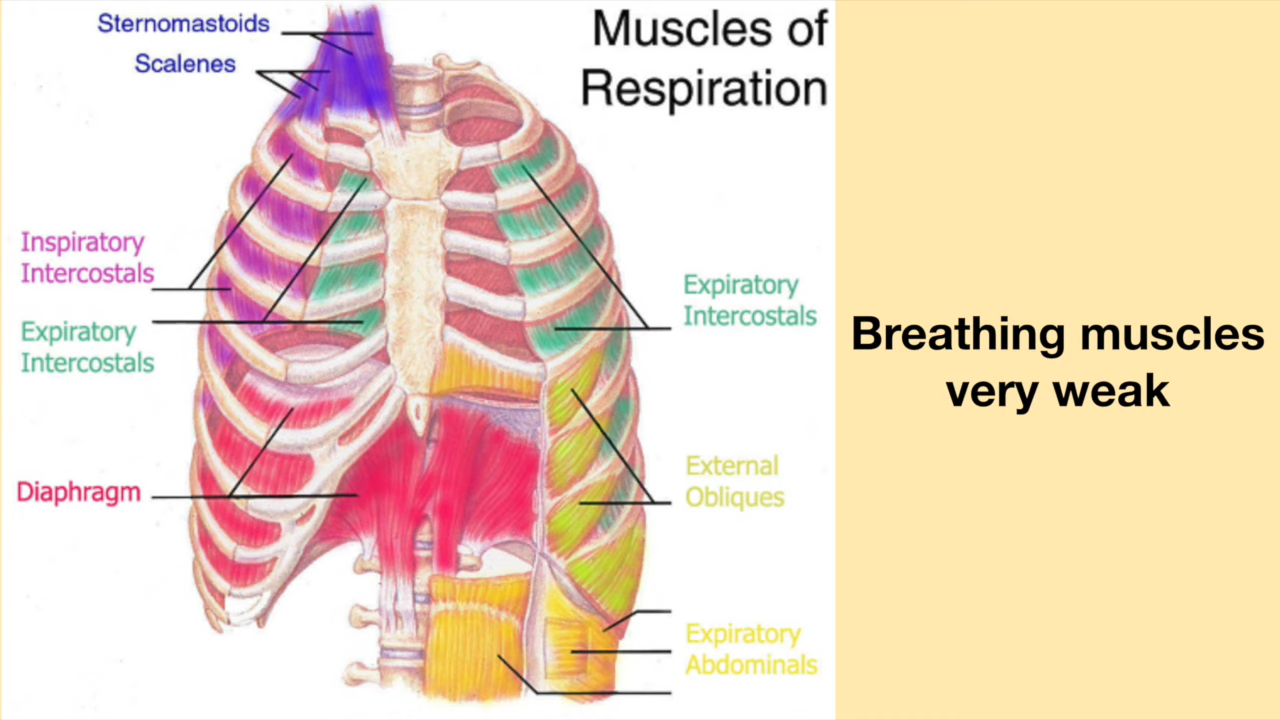 Muscles of
Respiration
Sternomastoids
Scalenes
Inspiratory
Intercostals
Expiratory
Intercostals
Diaphragm
Expiratory
Intercostals
External
Obliques
Expiratory
Abdominals
Breathing muscles
very weak